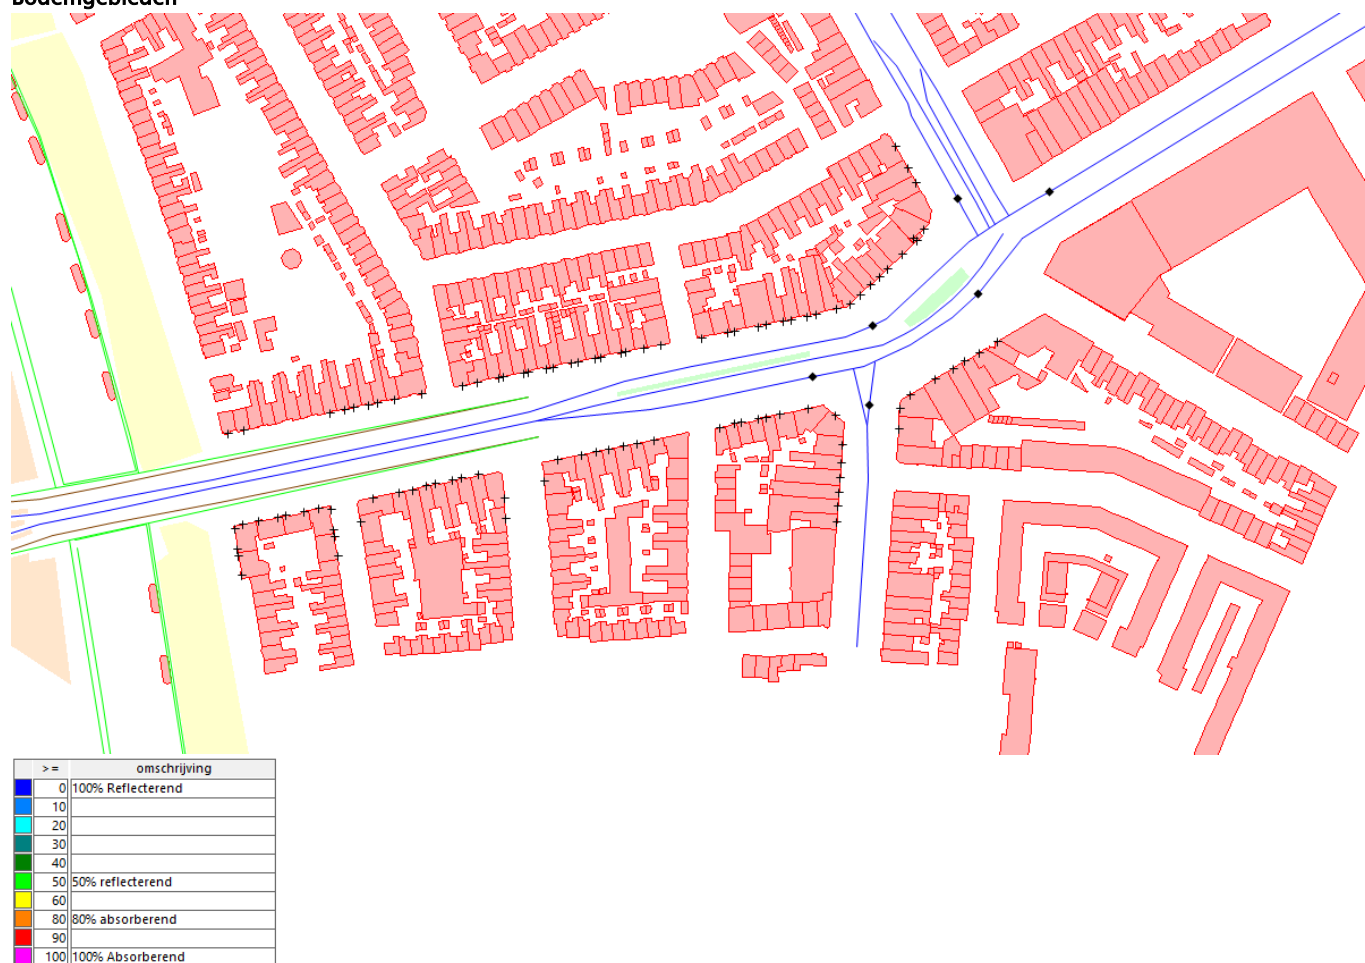 Bodemgebieden
>= omschrijving
0 100% Reflecterend
10
20
30
40
50 50% reflecterend
60
80 80% absorberend
90
100 100% Absorberend